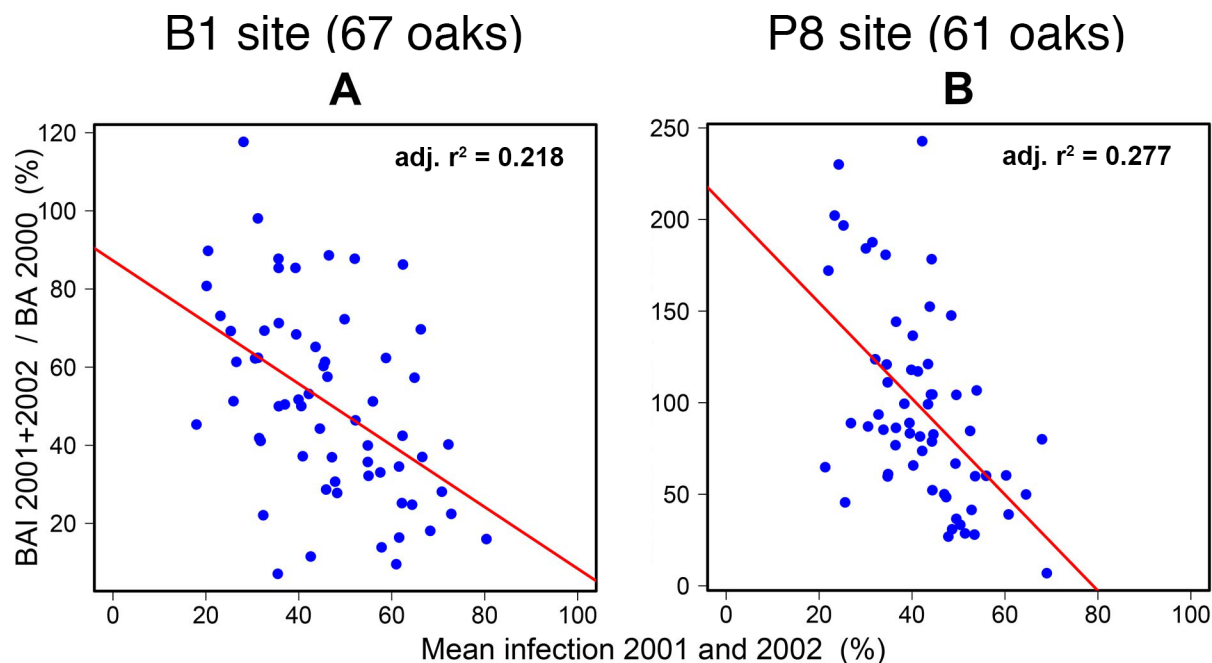 B1 site (67 oaks)
P8 site (61 oaks)
A
B
adj. r² = 0.218
adj. r² = 0.277
BAI 2001+2002 / BA 2000 (%)
120
100
80
60
40
20
0 20 40 60 80 100
250
200
150
100
50
0
0 20 40 60 80 100
Mean infection 2001 and 2002 (%)